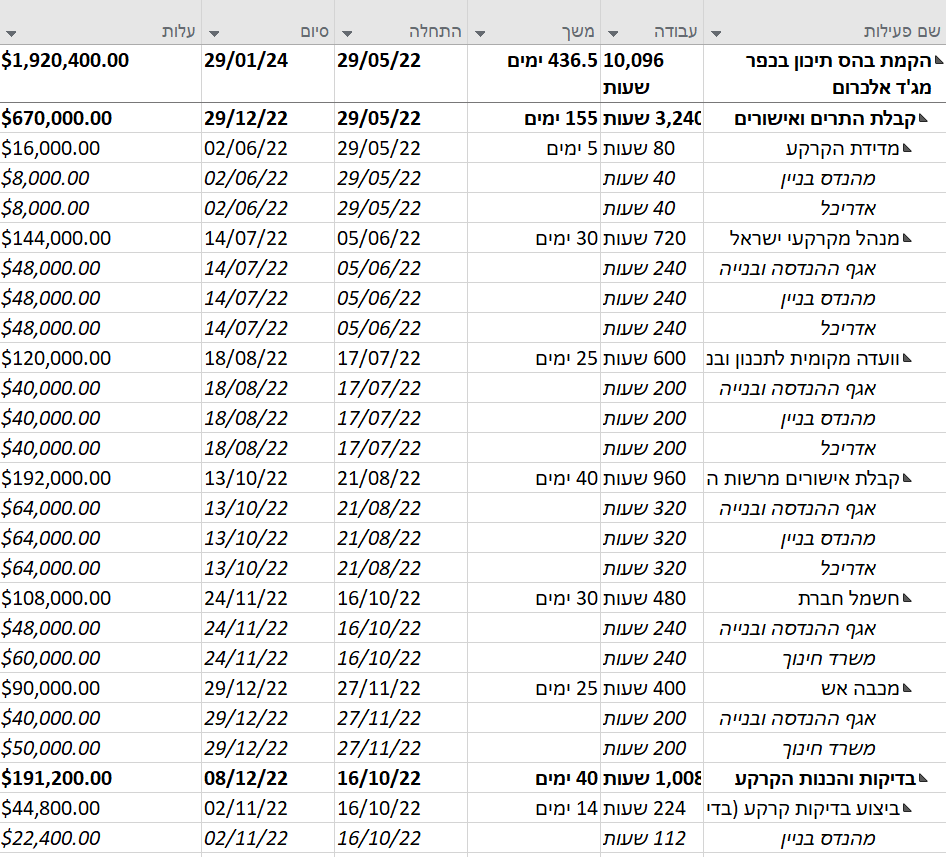 שם פעילות עבודה משך התחלה סיום עלות
הקמת בהס תיכון בכפר 10,096 436.5 ימים 29/05/22 29/01/24 $1,920,400.00
מג'ד אלכרום שעות
קבלת התרים ואישורים 3,240 שעות 155 ימים 29/05/22 29/12/22 $670,000.00
מדידת הקרקע 80 שעות 5 ימים 29/05/22 02/06/22 $16,000.00
מהנדס בניין 40 שעות 29/05/22 02/06/22 $8,000.00
אדריכל 40 שעות 29/05/22 02/06/22 $8,000.00
מנהל מקרקעי ישראל 720 שעות 30 ימים 05/06/22 14/07/22 $144,000.00
אגף ההנדסה ובנייה 240 שעות 05/06/22 14/07/22 $48,000.00
מהנדס בניין 240 שעות 05/06/22 14/07/22 $48,000.00
אדריכל 240 שעות 05/06/22 14/07/22 $48,000.00
וועדה מקומית לתכנון ובנ 600 שעות 25 ימים 17/07/22 18/08/22 $120,000.00
אגף ההנדסה ובנייה 200 שעות 17/07/22 18/08/22 $40,000.00
מהנדס בניין 200 שעות 17/07/22 18/08/22 $40,000.00
אדריכל 200 שעות 17/07/22 18/08/22 $40,000.00
קבלת אישורים מרשות ה 960 שעות 40 ימים 21/08/22 13/10/22 $192,000.00
אגף ההנדסה ובנייה 320 שעות 21/08/22 13/10/22 $64,000.00
מהנדס בניין 320 שעות 21/08/22 13/10/22 $64,000.00
אדריכל 320 שעות 21/08/22 13/10/22 $64,000.00
חשמל חברת 480 שעות 30 ימים 16/10/22 24/11/22 $108,000.00
אגף ההנדסה ובנייה 240 שעות 16/10/22 24/11/22 $48,000.00
משרד חינוך 240 שעות 16/10/22 24/11/22 $60,000.00
מכבה אש 400 שעות 25 ימים 27/11/22 29/12/22 $90,000.00
אגף ההנדסה ובנייה 200 שעות 27/11/22 29/12/22 $40,000.00
משרד חינוך 200 שעות 27/11/22 29/12/22 $50,000.00
בדיקות והכנות הקרקע 1,008 שעות 40 ימים 16/10/22 08/12/22 $191,200.00
ביצוע בדיקות קרקע (בדי 224 שעות 14 ימים 16/10/22 02/11/22 $44,800.00
מהנדס בניין 112 שעות 16/10/22 02/11/22 $22,400.00